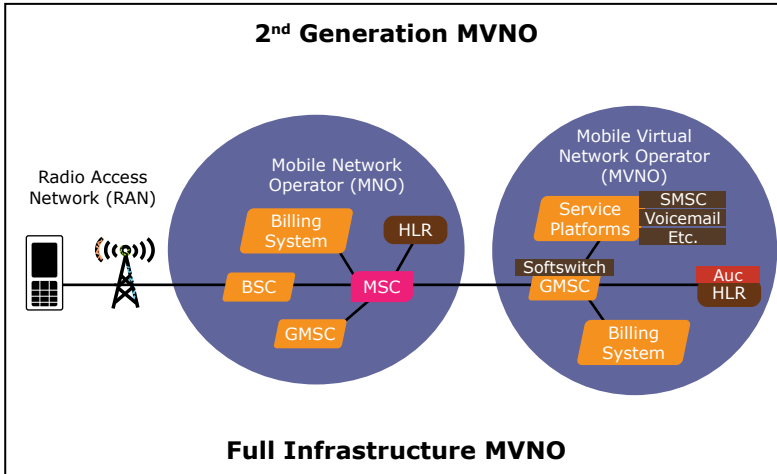 2nd Generation MVNO
Radio Access
Network (RAN)
Mobile Network
Operator (MNO)
Billing
System
HLR
BSC
MSC
GMSC
Mobile Virtual
Network Operator
(MVNO)
Service
Platforms
SMSC
Voicemail
Etc.
Softswitch
GMSC
Auc
HLR
Billing
System
Full Infrastructure MVNO